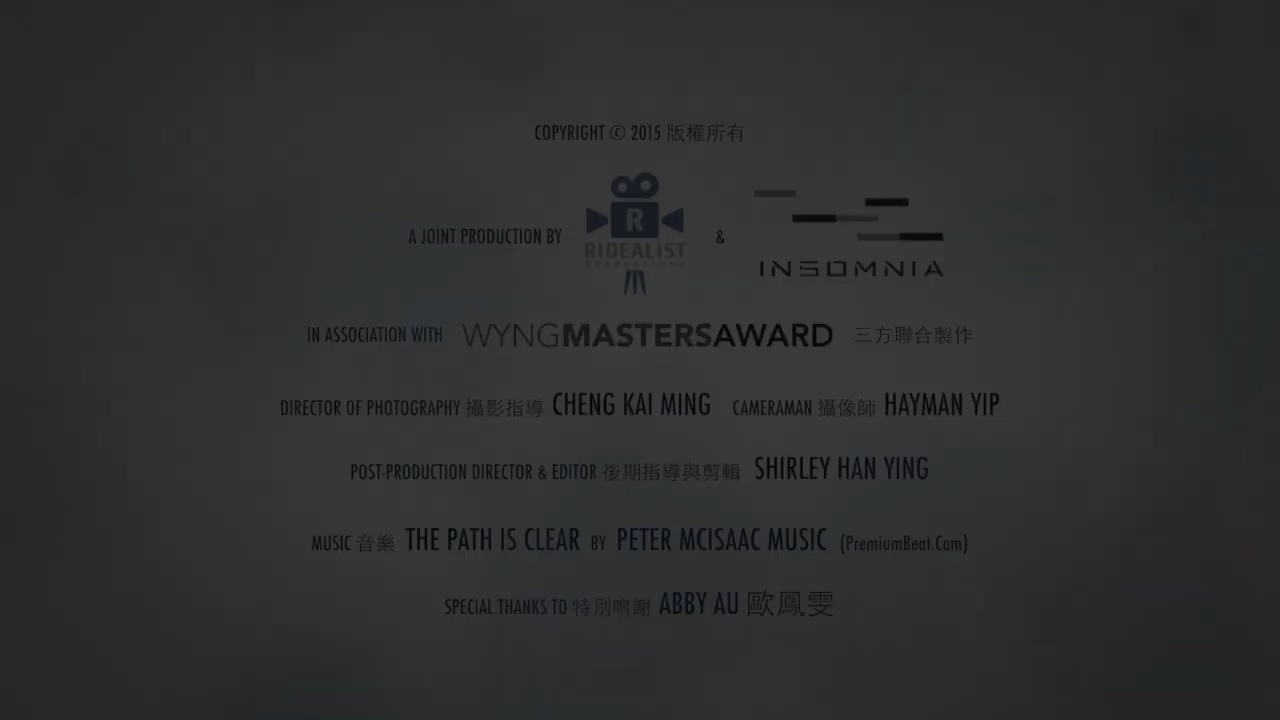 COPYRIGHT © 2015 版權所有
A JOINT PRODUCTION BY R RIDEALIST PRODUCTIONS & INSOMNIA
IN ASSOCIATION WITH WYNGMASTERSAWARD 三方聯合製作
DIRECTOR OF PHOTOGRAPHY 攝影指導 CHENG KAI MING CAMERAMAN 攝像師 HAYMAN YIP
POST-PRODUCTION DIRECTOR & EDITOR 後期指導與剪輯 SHIRLEY HAN YING
MUSIC 音樂 THE PATH IS CLEAR BY PETER MCISAAC MUSIC (PremiumBeat.Com)
SPECIAL THANKS TO 特別鳴謝 ABBY AU 歐鳳雯